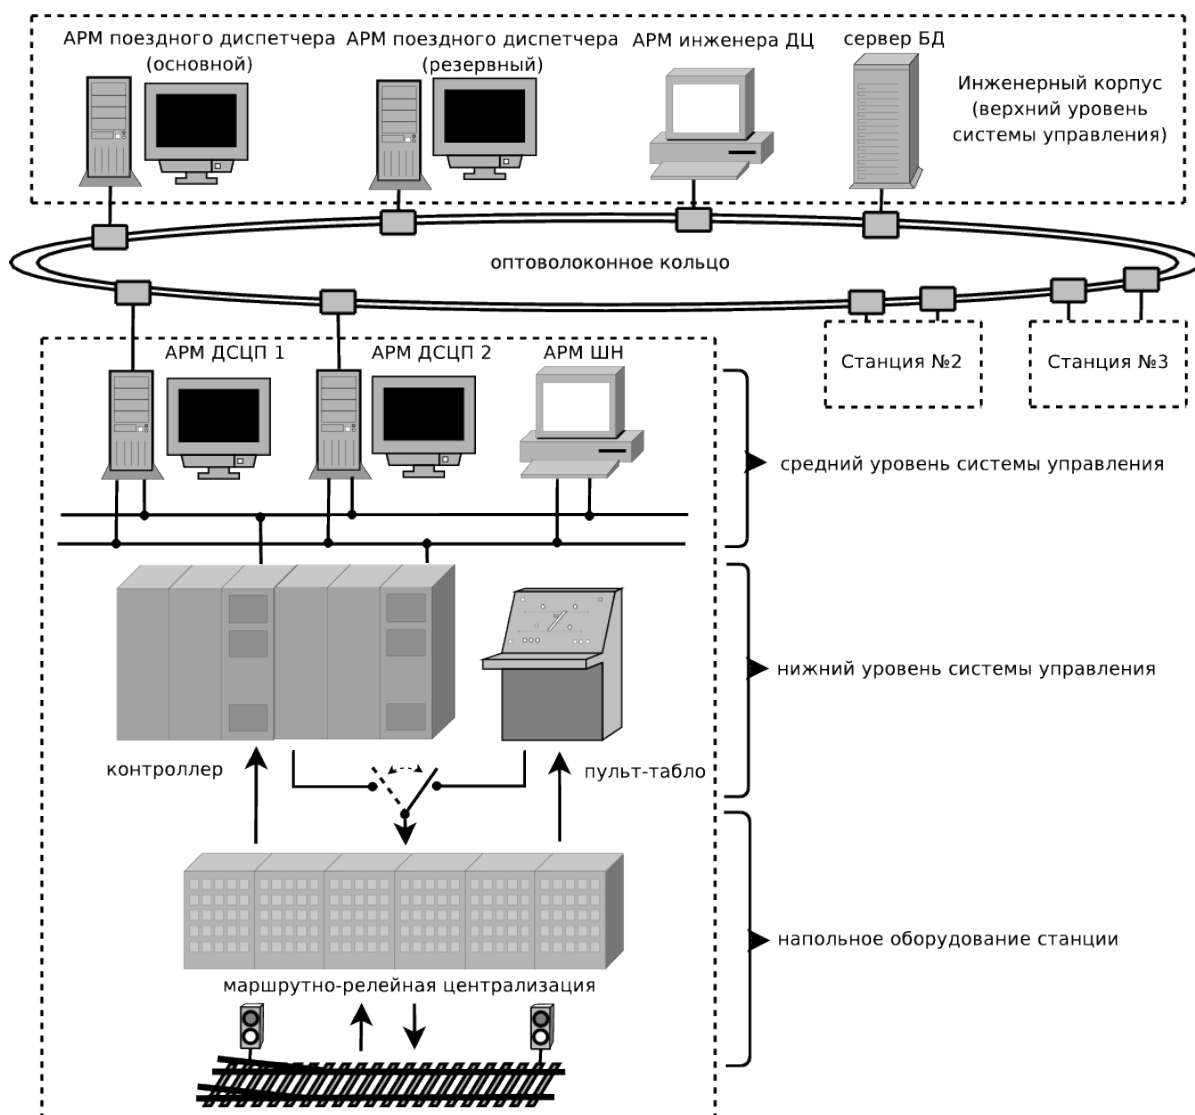 АРМ поездного диспетчера
(основной)
АРМ поездного диспетчера
(резервный)
АРМ инженера ДЦ
сервер БД
Инженерный корпус
(верхний уровень
системы управления)
оптоволоконное кольцо
АРМ ДСЦП 1
АРМ ДСЦП 2
АРМ ШН
Станция №2
Станция №3
средний уровень системы управления
нижний уровень системы управления
контроллер
пульт-табло
напольное оборудование станции
маршрутно-релейная централизация